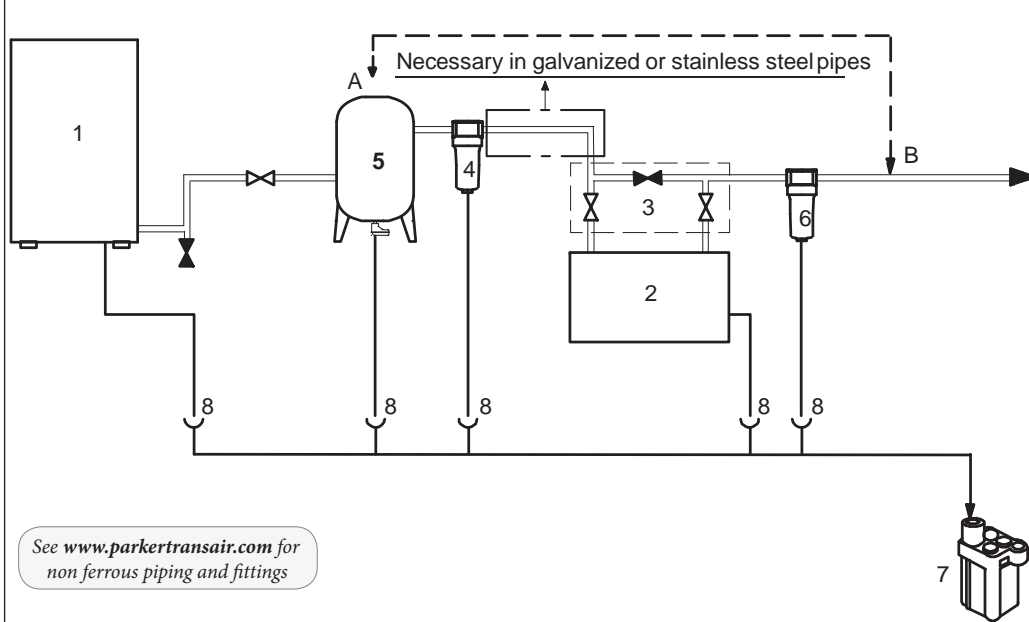 Necessary in galvanized or stainless steel pipes
A
1
5
4
B
3
6
2
8
8
8
8
8
See www.parkertransair.com for
non ferrous piping and fittings
7